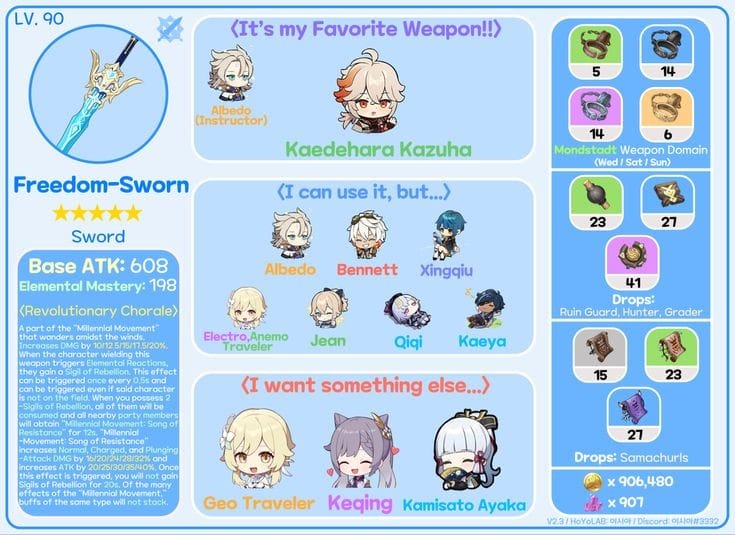 LV. 90
Freedom-Sworn
★★★★★
Sword
Base ATK: 608
Elemental Mastery: 198
〈Revolutionary Chorale〉
A part of the "Millennial Movement"
that wanders amidst the winds.
Increases DMG by 10/12.5/15/17.5/20%.
When the character wielding this
weapon triggers Elemental Reactions,
they gain a Sigil of Rebellion. This effect
can be triggered once every 0.5s and
can be triggered even if said character
is not on the field. When you possess 2
-Sigils of Rebellion, all of them will be
consumed and all nearby party members
will obtain "Millennial Movement: Song of
Resistance" for 12s. "Millennial
-Movement: Song of Resistance"
increases Normal, Charged, and Plunging
-Attack DMG by 16/20/24/28/32% and
increases ATK by 20/25/30/35/40%. Once
this effect is triggered, you will not gain
Sigils of Rebellion for 20s. Of the many
effects of the "Millennial Movement,"
buffs of the same type will not stack.
〈It's my Favorite Weapon!!〉
Albedo
(Instructor)
Kaedehara Kazuha
〈I can use it, but...〉
Albedo
Bennett
Xingqiu
Electro,Anemo
Traveler
Jean
Qiqi
Kaeya
〈I want something else...〉
Geo Traveler
Keqing
Kamisato Ayaka
5
14
14
6
Mondstadt Weapon Domain
(Wed / Sat / Sun)
23
27
41
Drops:
Ruin Guard, Hunter, Grader
15
23
27
Drops: Samachurls
x 906,480
x 907
V2.3 / HoYoLAB: 이시아 / Discord: 이시아#3332